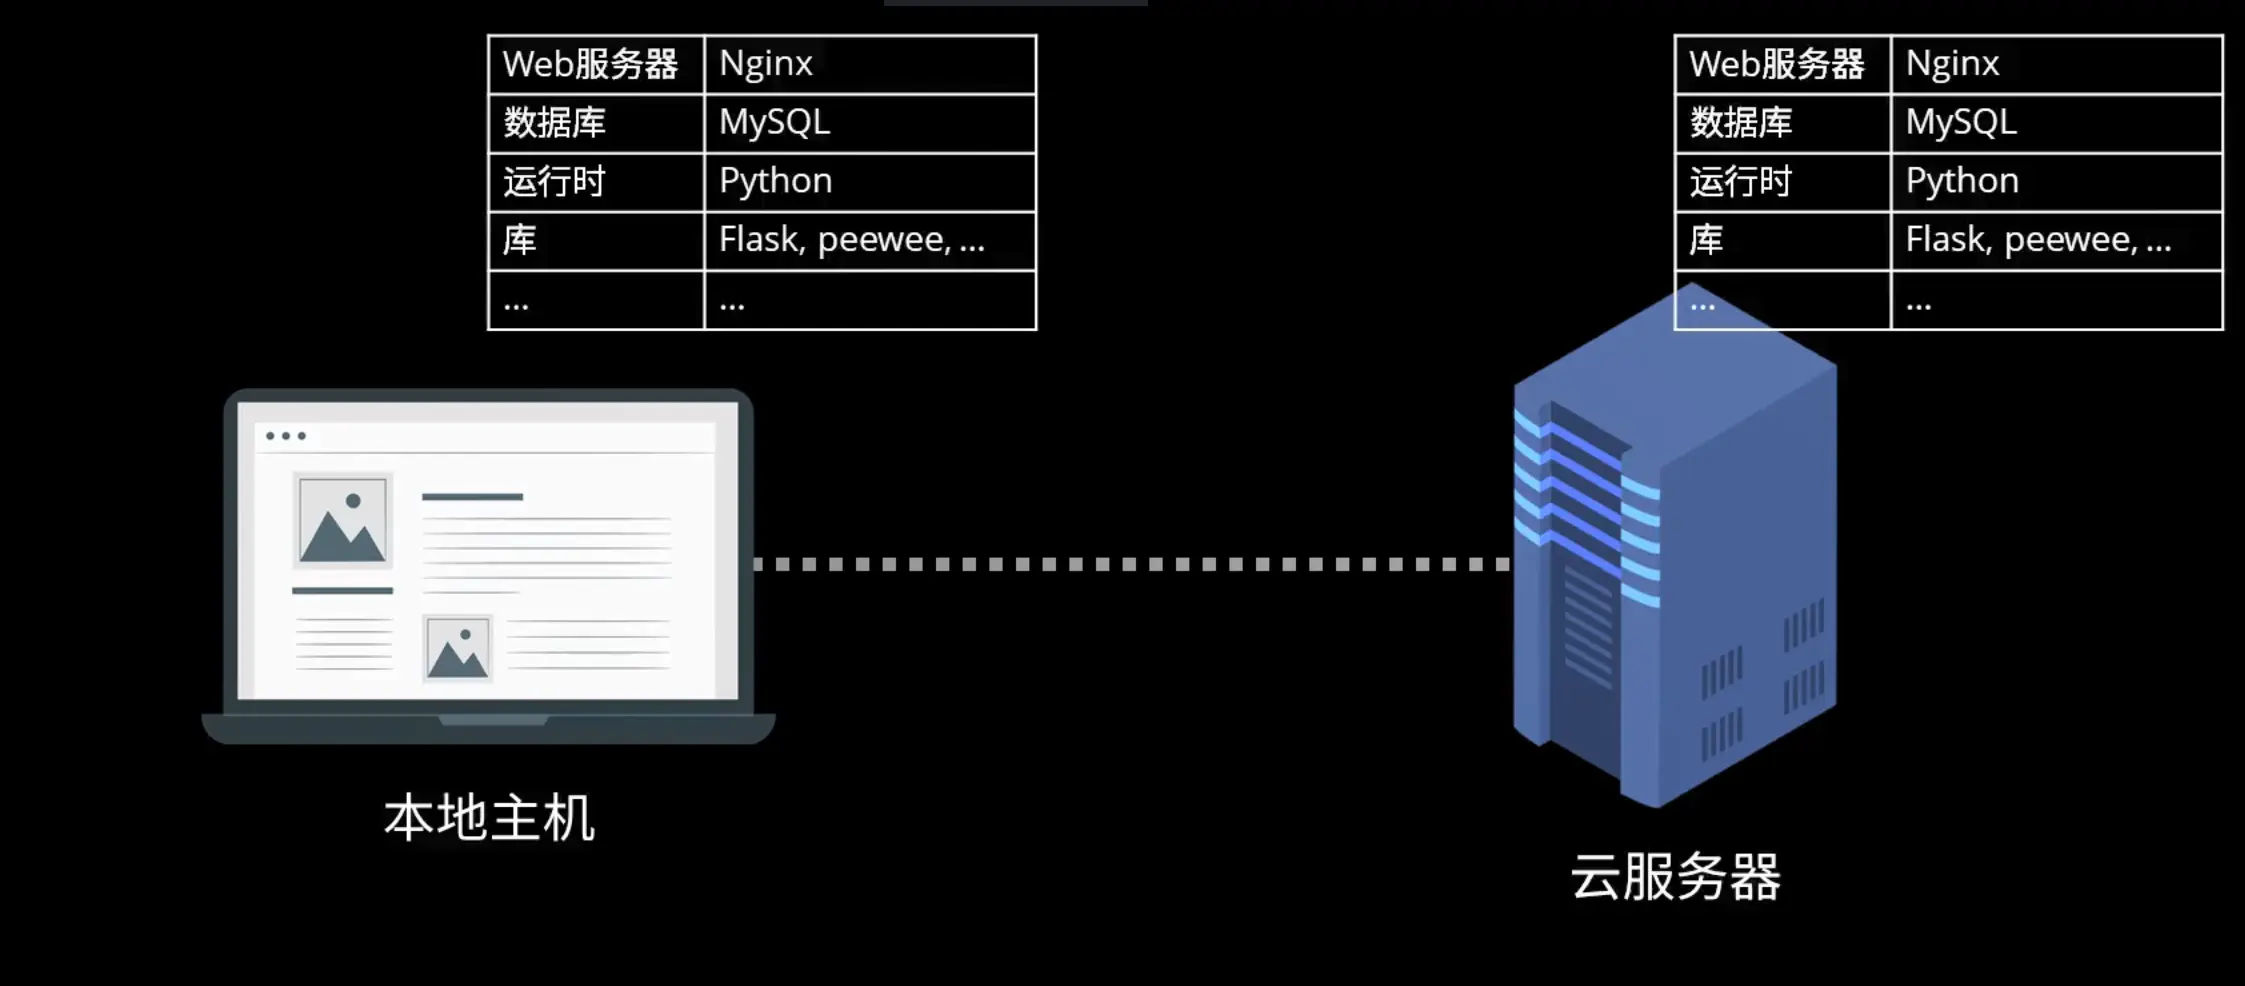 Web服务器 Nginx
数据库 MySQL
运行时 Python
库 Flask, peewee, ...
... ...
Web服务器 Nginx
数据库 MySQL
运行时 Python
库 Flask, peewee, ...
... ...
本地主机
云服务器